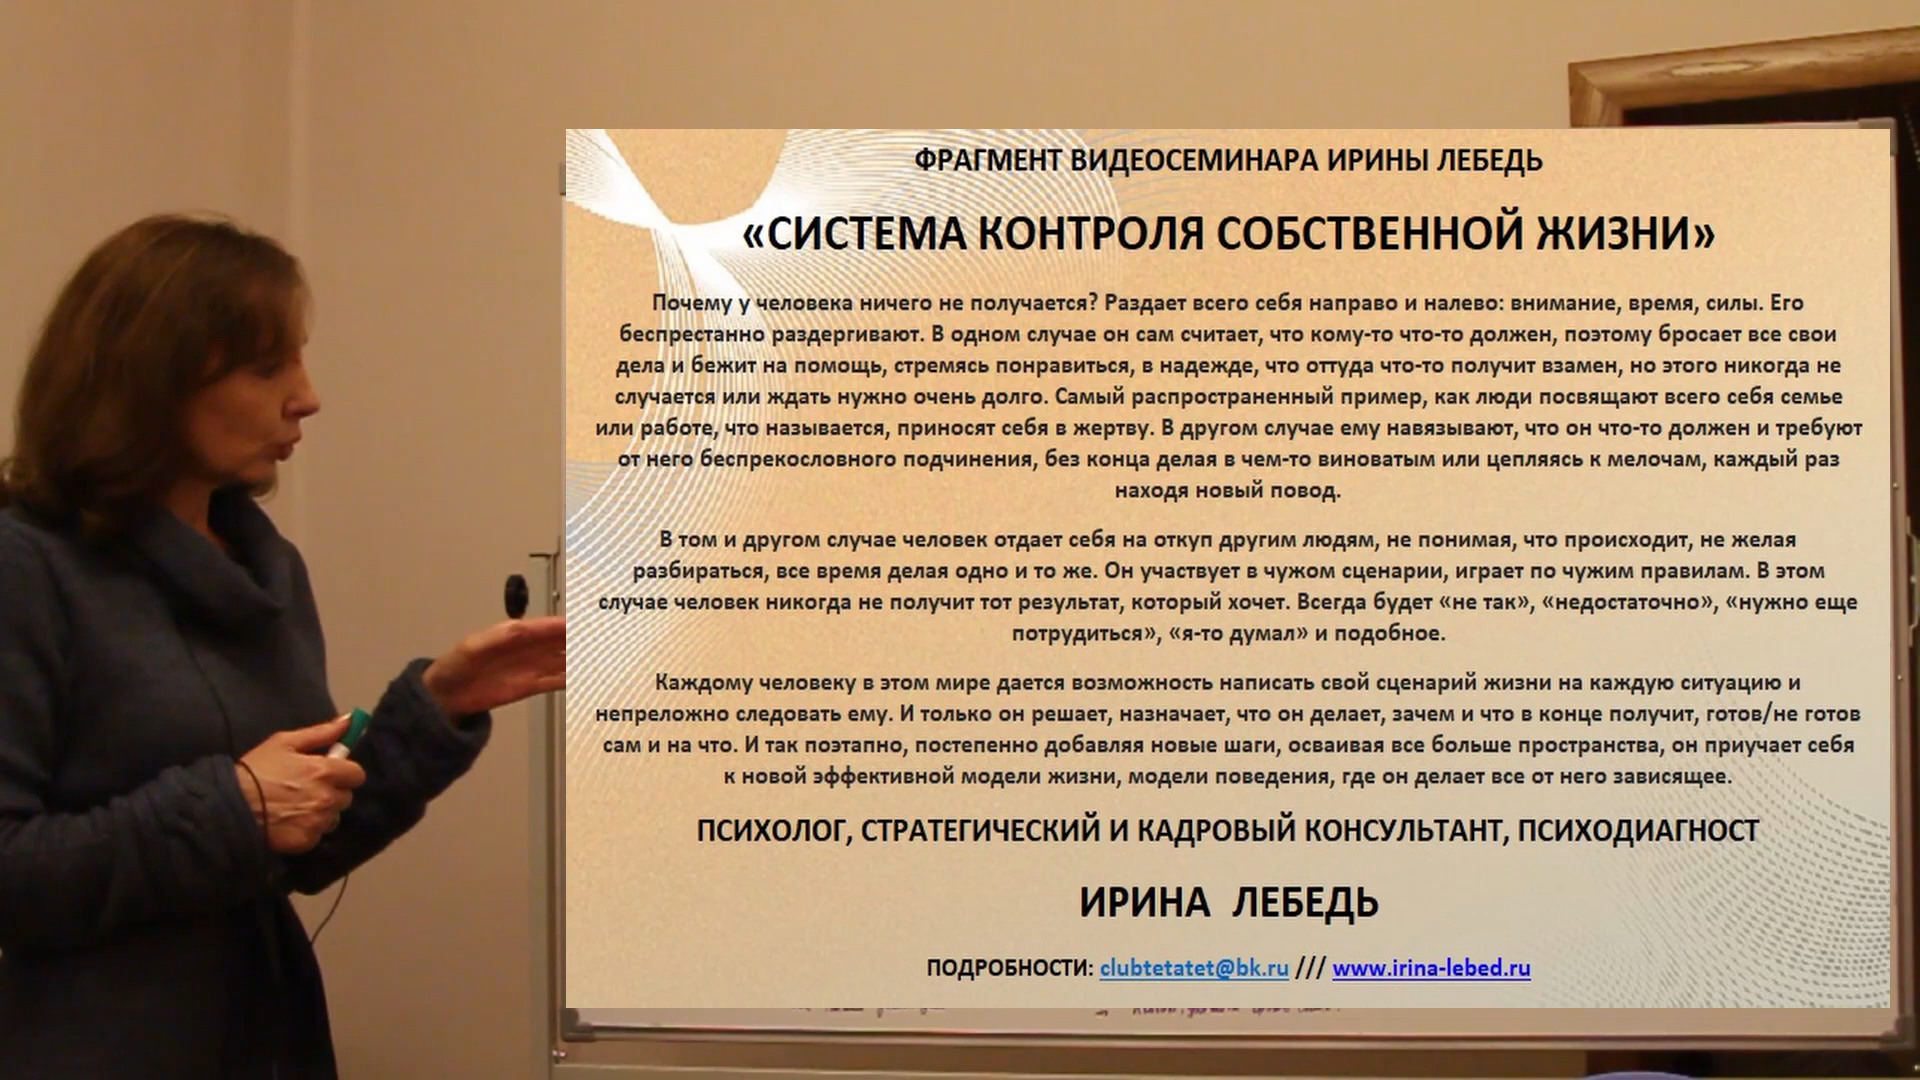 ФРАГМЕНТ ВИДЕОСЕМИНАРА ИРИНЫ ЛЕБЕДЬ
«СИСТЕМА КОНТРОЛЯ СОБСТВЕННОЙ ЖИЗНИ»
Почему у человека ничего не получается? Раздает всего себя направо и налево: внимание, время, силы. Его
беспрестанно раздергивают. В одном случае он сам считает, что кому-то что-то должен, поэтому бросает все свои
дела и бежит на помощь, стремясь понравиться, в надежде, что оттуда что-то получит взамен, но этого никогда не
случается или ждать нужно очень долго. Самый распространенный пример, как люди посвящают всего себя семье
или работе, что называется, приносят себя в жертву. В другом случае ему навязывают, что он что-то должен и требуют
от него беспрекословного подчинения, без конца делая в чем-то виноватым или цепляясь к мелочам, каждый раз
находя новый повод.
В том и другом случае человек отдает себя на откуп другим людям, не понимая, что происходит, не желая
разбираться, все время делая одно и то же. Он участвует в чужом сценарии, играет по чужим правилам. В этом
случае человек никогда не получит тот результат, который хочет. Всегда будет «не так», «недостаточно», «нужно еще
потрудиться», «я-то думал» и подобное.
Каждому человеку в этом мире дается возможность написать свой сценарий жизни на каждую ситуацию и
непреложно следовать ему. И только он решает, назначает, что он делает, зачем и что в конце получит, готов/не готов
сам и на что. И так поэтапно, постепенно добавляя новые шаги, осваивая все больше пространства, он приучает себя
к новой эффективной модели жизни, модели поведения, где он делает все от него зависящее.
ПСИХОЛОГ, СТРАТЕГИЧЕСКИЙ И КАДРОВЫЙ КОНСУЛЬТАНТ, ПСИХОДИАГНОСТ
ИРИНА ЛЕБЕДЬ
ПОДРОБНОСТИ: clubtetatet@bk.ru /// www.irina-lebed.ru